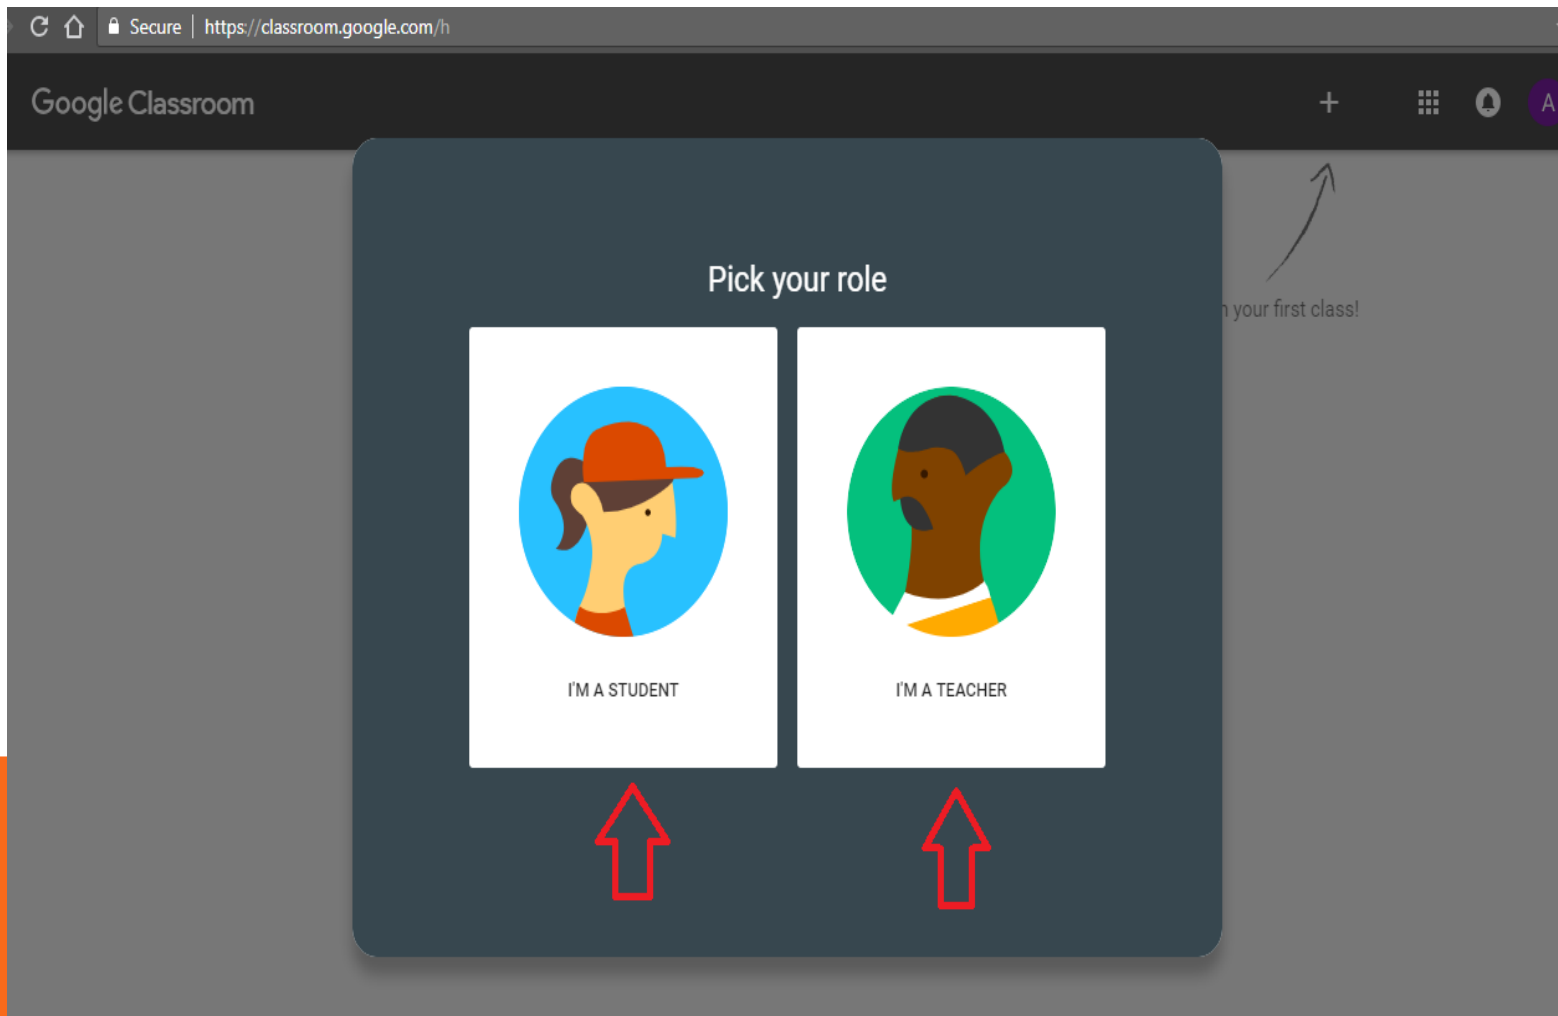 Secure https://classroom.google.com/h
Google Classroom
A
Pick your role
your first class!
I'M A STUDENT
I'M A TEACHER